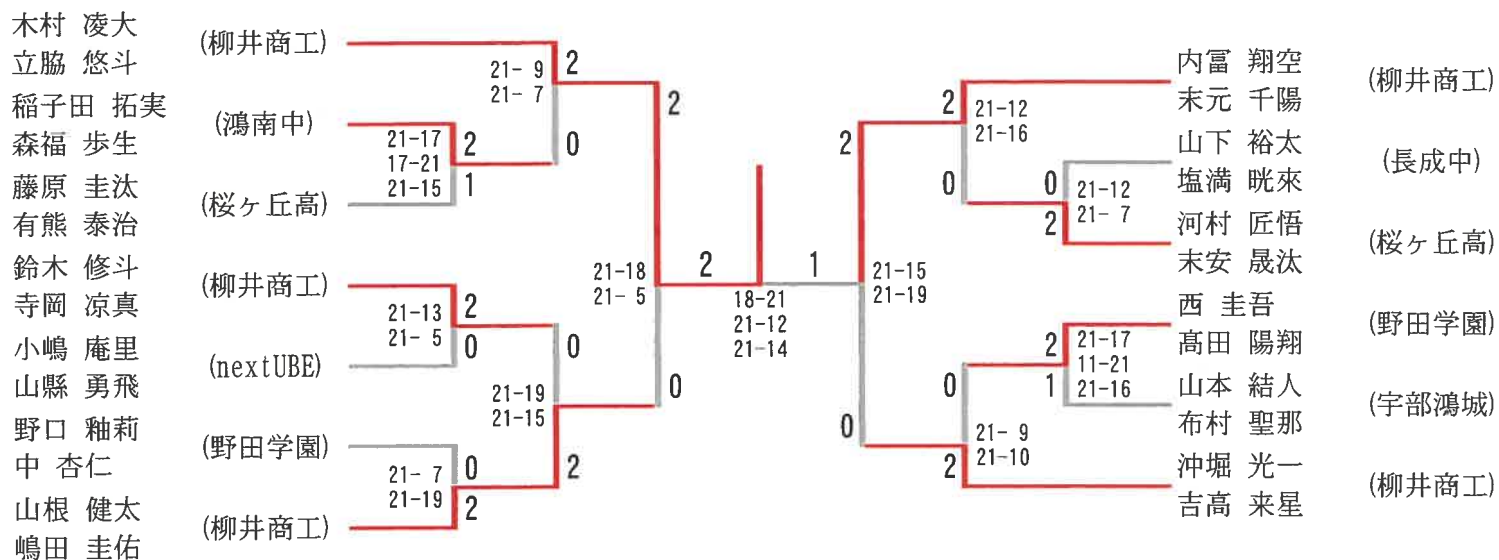 木村 凌大
立脇 悠斗
(柳井商工)
稲子田 拓実
森福 歩生
(鴻南中)
藤原 圭汰
有熊 泰治
(桜ヶ丘高)
鈴木 修斗
寺岡 凉真
(柳井商工)
小嶋 庵里
山縣 勇飛
(nextUBE)
野口 釉莉
中 杏仁
(野田学園)
山根 健太
嶋田 圭佑
(柳井商工)
21-17
17-21
21-15
2
1
21- 9
21- 7
2
0
21-13
21- 5
2
0
21- 7
21-19
0
2
21-19
21-15
0
2
21-18
21- 5
2
0
2
1
18-21
21-12
21-14
21-15
21-19
2
0
21-12
21-16
2
0
21-12
21- 7
0
2
21-17
11-21
21-16
2
1
21- 9
21-10
0
2
内冨 翔空
末元 千陽
(柳井商工)
山下 裕太
塩満 晄來
(長成中)
河村 匠悟
末安 晟汰
(桜ヶ丘高)
西 圭吾
髙田 陽翔
(野田学園)
山本 結人
布村 聖那
(宇部鴻城)
沖堀 光一
吉高 来星
(柳井商工)